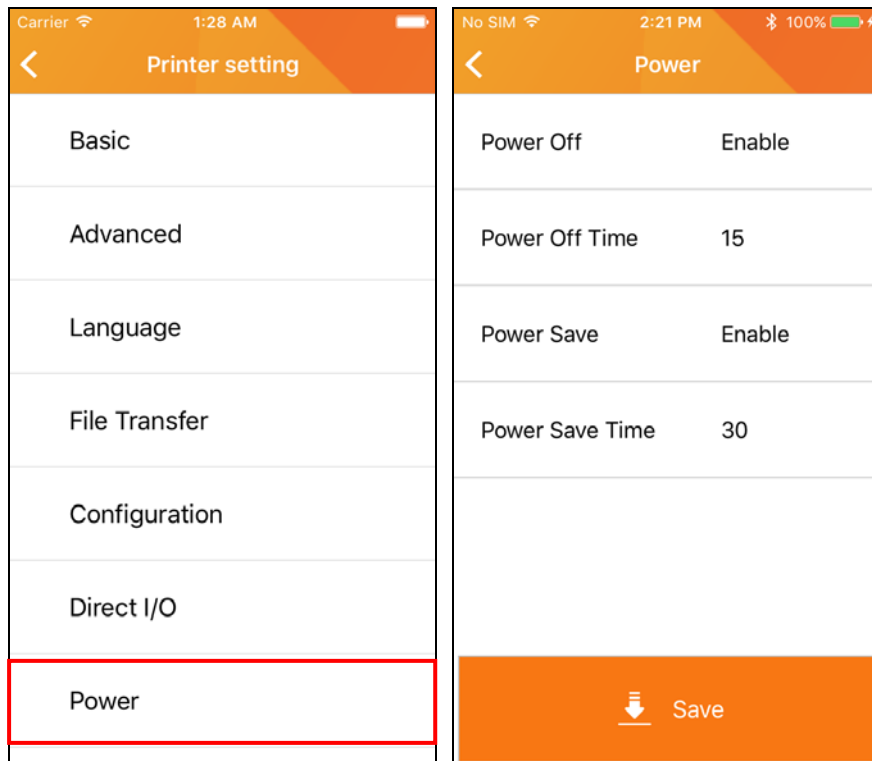 Carrier 1:28 AM
Printer setting
Basic
Advanced
Language
File Transfer
Configuration
Direct I/O
Power
No SIM 2:21 PM 100%
Power
Power Off Enable
Power Off Time 15
Power Save Enable
Power Save Time 30
Save